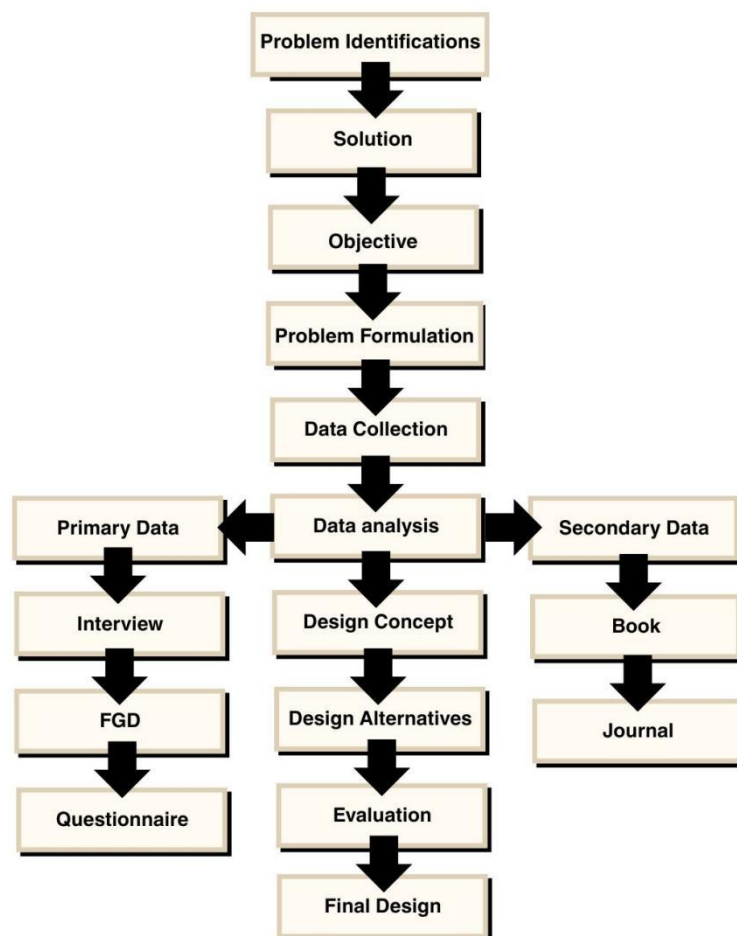 Problem Identifications
Solution
Objective
Problem Formulation
Data Collection
Primary Data
Data analysis
Secondary Data
Interview
Design Concept
Book
FGD
Design Alternatives
Journal
Questionnaire
Evaluation
Final Design